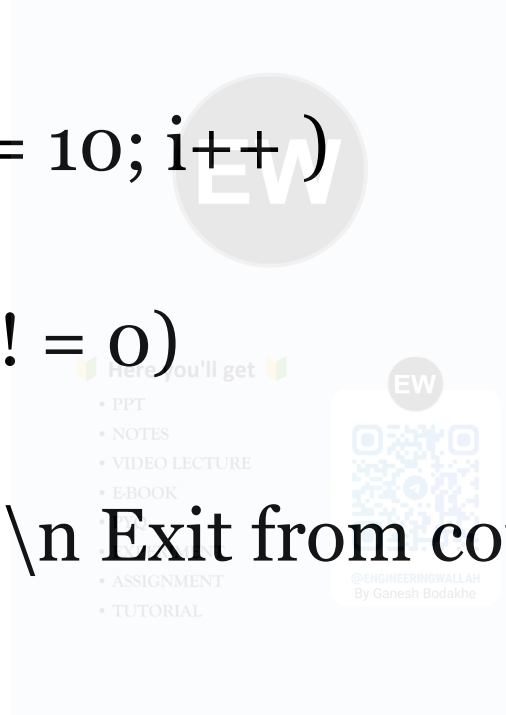 = 10; i++ )
EW
! = 0)
Here you'll get
EW
• PPT
• NOTES
• VIDEO LECTURE
• E-BOOK
\n Exit from co
• ASSIGNMENT
@ENGINEERINGWALLAH
By Ganesh Bodakhe
• TUTORIAL